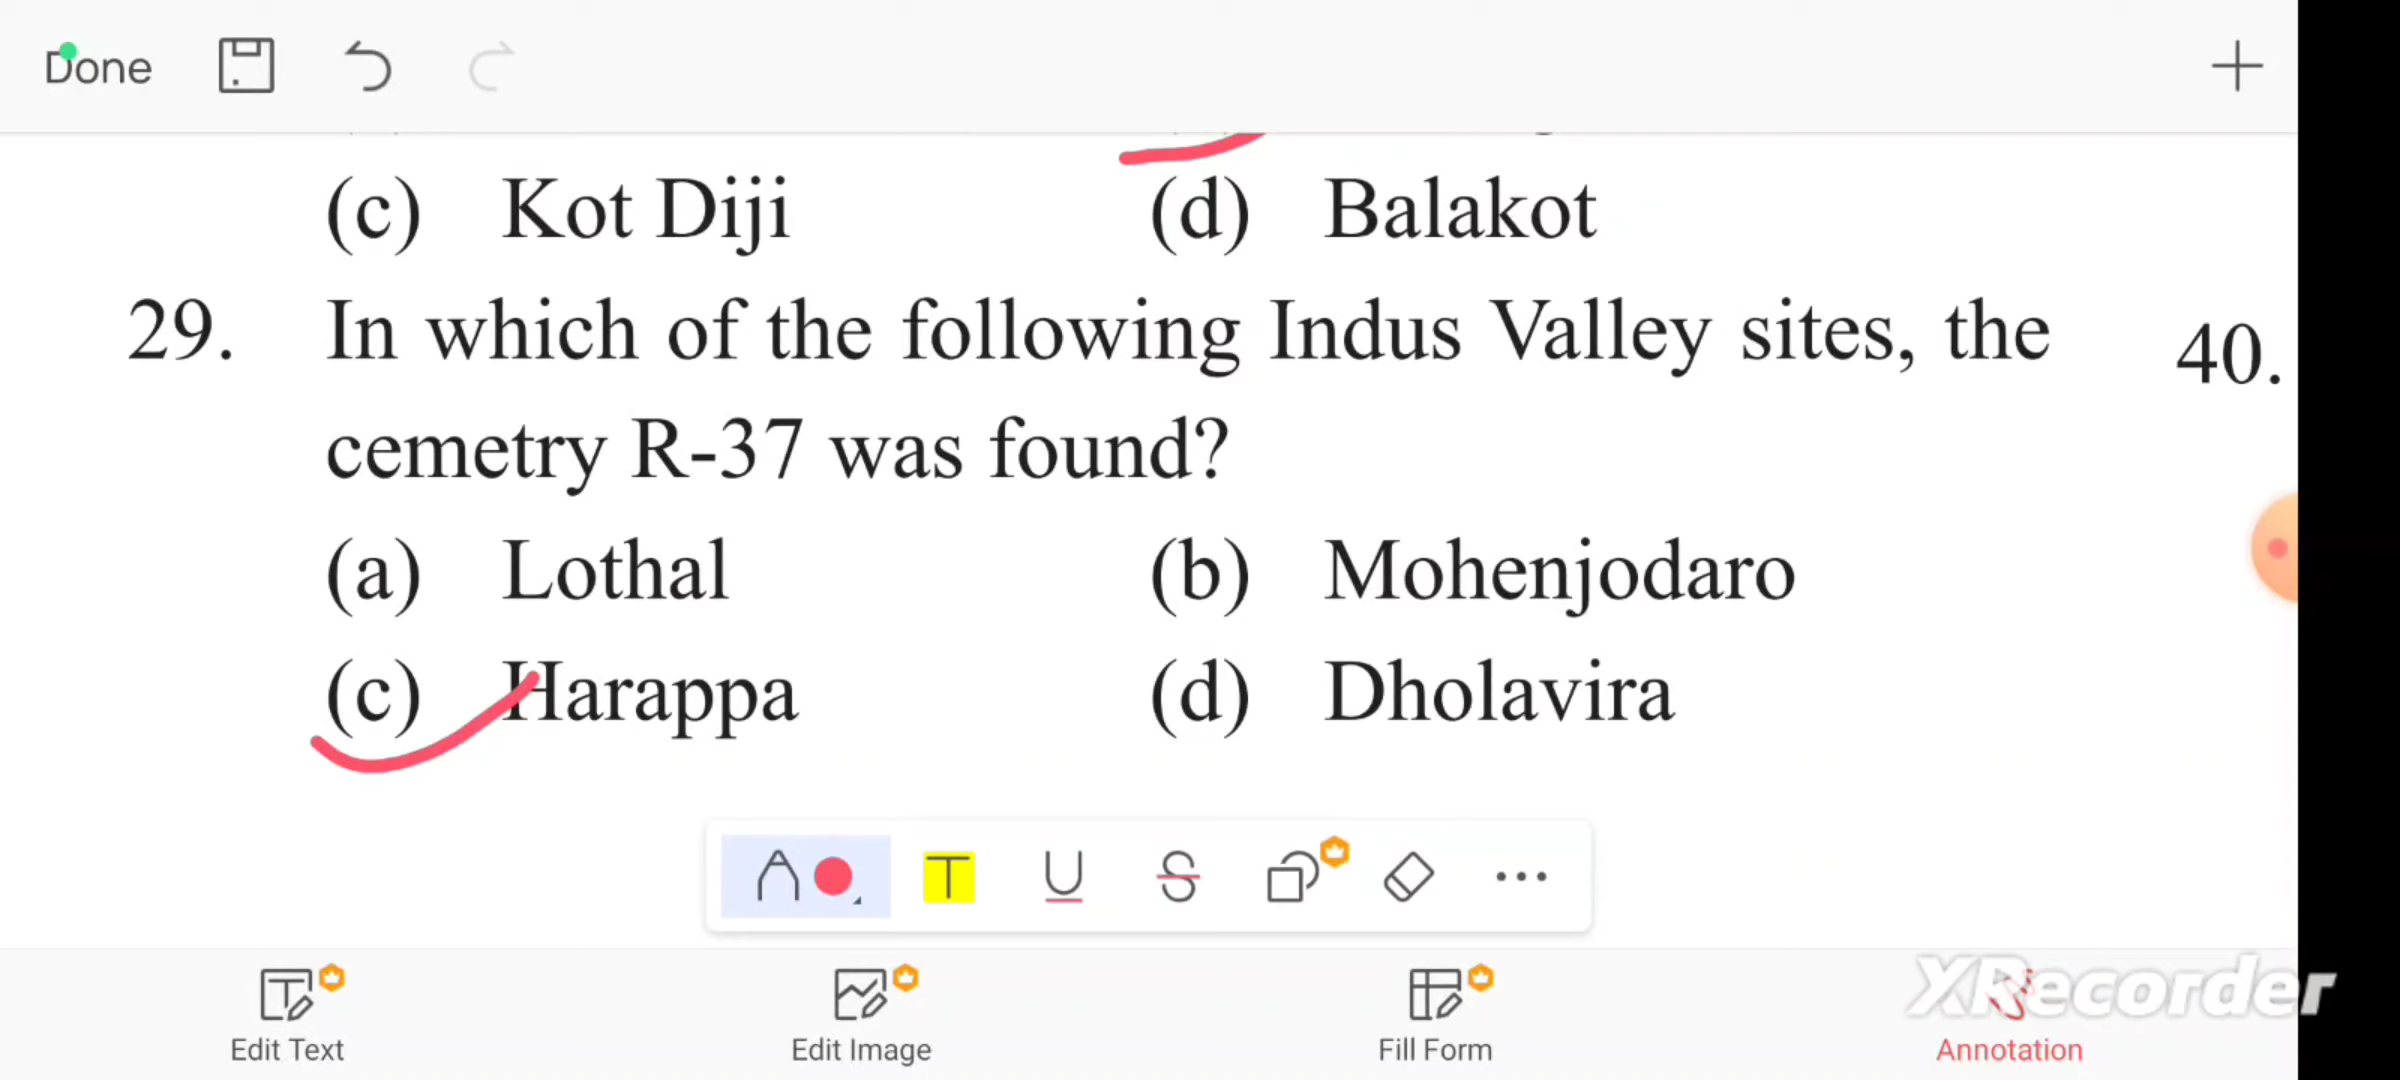 Done
(c) Kot Diji (d) Balakot
29. In which of the following Indus Valley sites, the
40.
cemetry R-37 was found?
(a) Lothal (b) Mohenjodaro
(c) Harappa (d) Dholavira
T U S
Edit Text Edit Image Fill Form Annotation
XRecorder